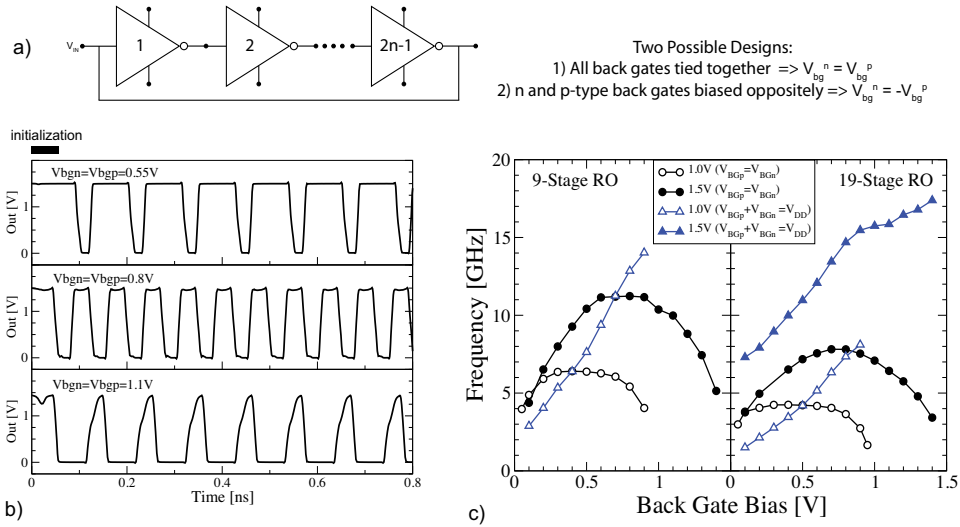 a)
V_IN
1
2
2n-1
Two Possible Designs:
1) All back gates tied together => V_bg^n = V_bg^p
2) n and p-type back gates biased oppositely => V_bg^n = -V_bg^p
initialization
Vbgn=Vbgp=0.55V
Out [V]
1
0
Vbgn=Vbgp=0.8V
Out [V]
1
0
Vbgn=Vbgp=1.1V
Out [V]
1
0
0 0.2 0.4 0.6 0.8
Time [ns]
b)
9-Stage RO
19-Stage RO
1.0V (V_BGp=V_BGn)
1.5V (V_BGp=V_BGn)
1.0V (V_BGp+V_BGn=V_DD)
1.5V (V_BGp+V_BGn=V_DD)
Frequency [GHz]
20
15
10
5
0
0 0.5 1 0 0.5 1 1.5
Back Gate Bias [V]
c)